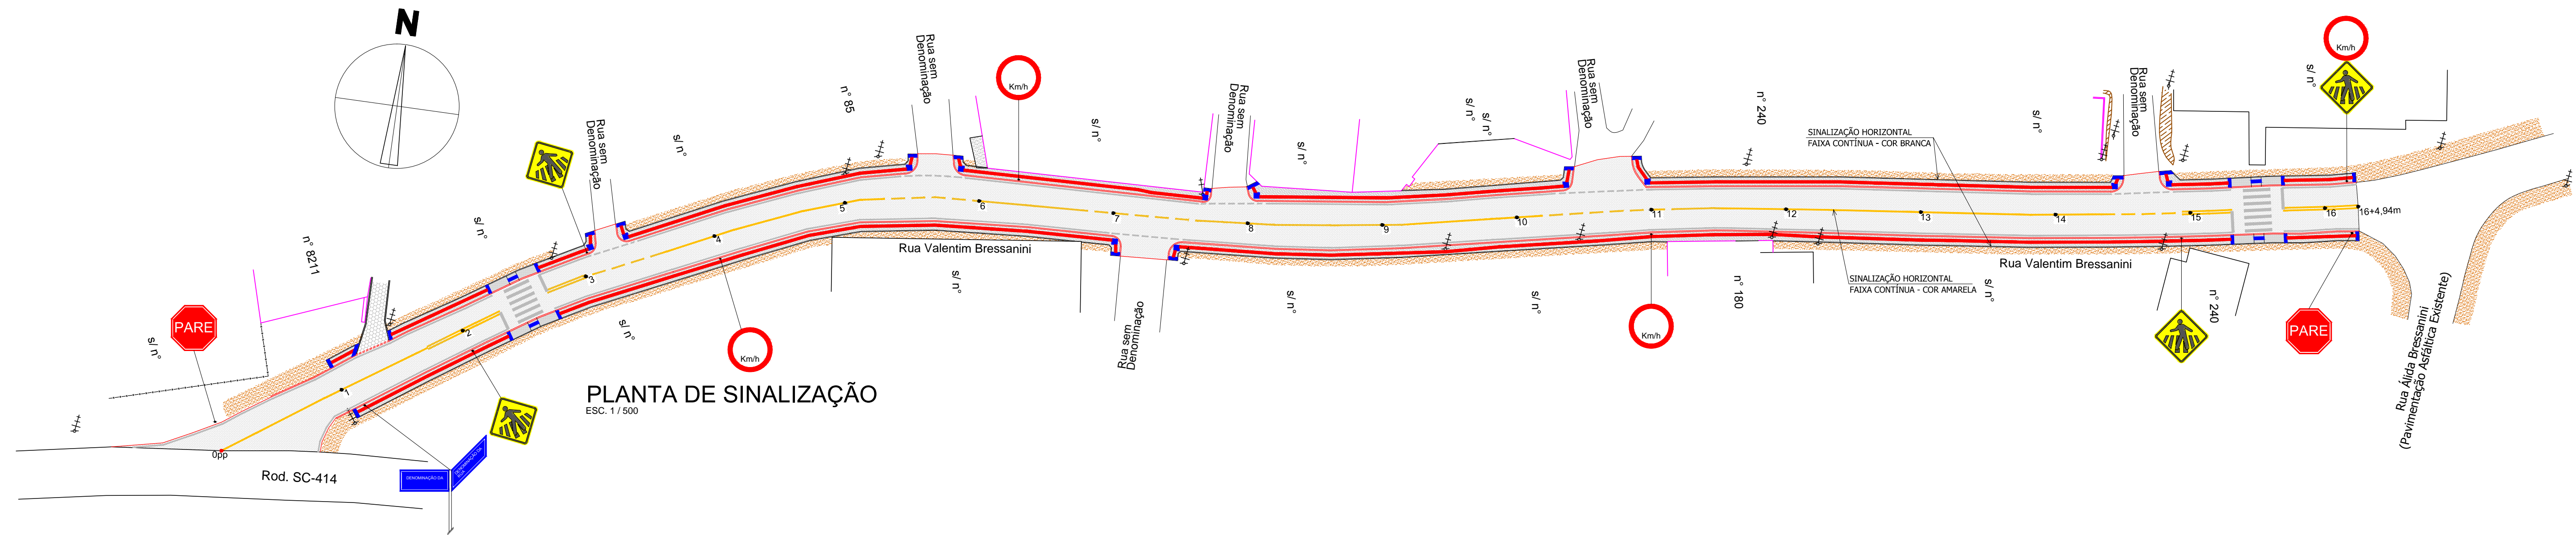 N
Rua sem
Denominação
n° 85
s/ n°
Rua sem
Denominação
Km/h
s/ n°
Rua sem
Denominação
s/ n°
s/ n°
s/ n°
Rua sem
Denominação
n° 240
SINALIZAÇÃO HORIZONTAL
FAIXA CONTÍNUA - COR BRANCA
s/ n°
Rua sem
Denominação
s/ n°
Km/h
s/ n°
n° 8211
s/ n°
PARE
0pp
1
2
3
4
5
6
7
8
9
10
11
12
13
14
15
16
16+4,94m
Rua Valentim Bressanini
s/ n°
s/ n°
Km/h
Rua sem
Denominação
s/ n°
s/ n°
Km/h
n° 180
SINALIZAÇÃO HORIZONTAL
FAIXA CONTÍNUA - COR AMARELA
s/ n°
Rua Valentim Bressanini
n° 240
PARE
Rua Álida Bressanini
(Pavimentação Asfáltica Existente)
PLANTA DE SINALIZAÇÃO
ESC. 1 / 500
Rod. SC-414
DENOMINAÇÃO DA
DENOMINAÇÃO DA
RUA